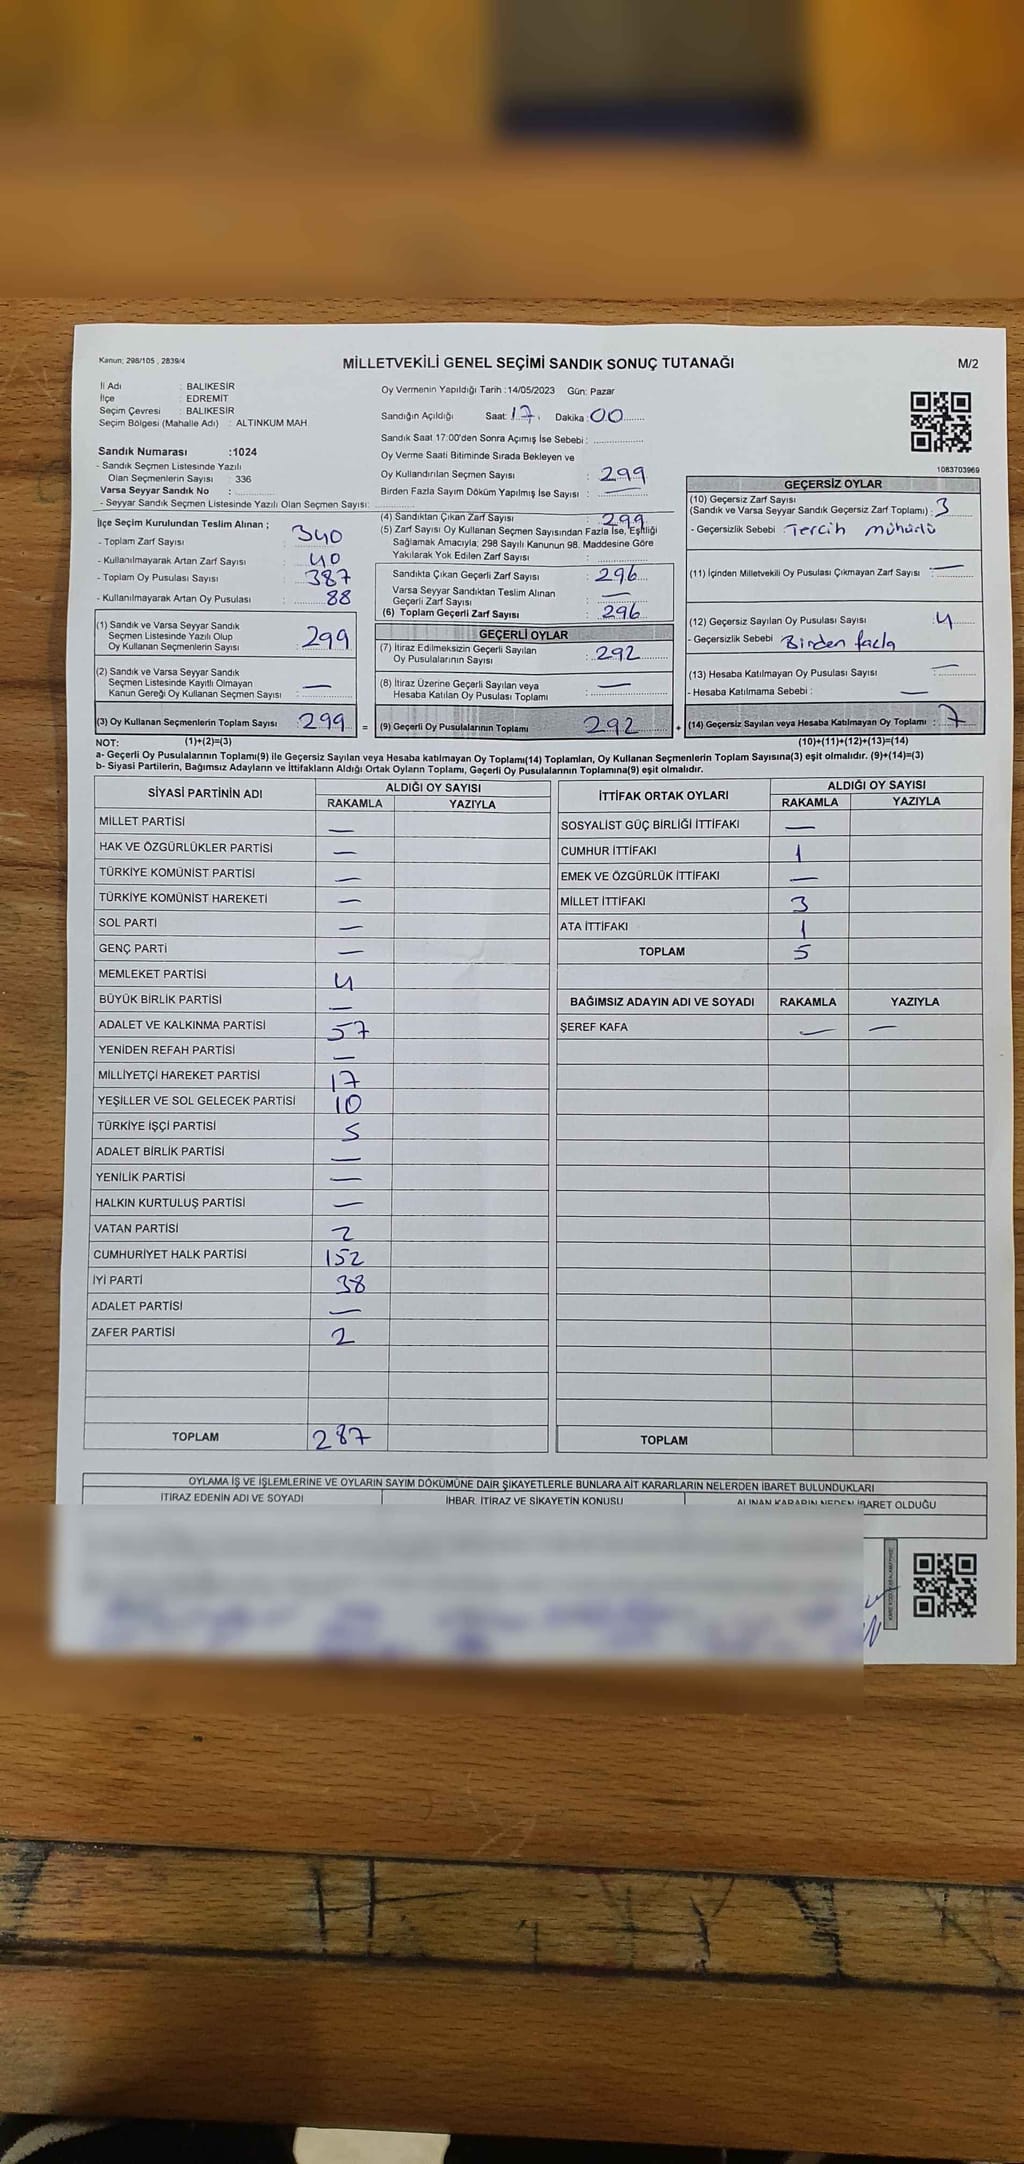 Kanun; 298/105 , 2839/4
MİLLETVEKİLİ GENEL SEÇİMİ SANDIK SONUÇ TUTANAĞI
M/2
İl Adı : BALIKESİR
İlçe : EDREMİT
Seçim Çevresi : BALIKESİR
Seçim Bölgesi (Mahalle Adı) : ALTINKUM MAH.
Sandık Numarası :1024
- Sandık Seçmen Listesinde Yazılı
Olan Seçmenlerin Sayısı : 336
Varsa Seyyar Sandık No :
- Seyyar Sandık Seçmen Listesinde Yazılı Olan Seçmen Sayısı:
İlçe Seçim Kurulundan Teslim Alınan ;
- Toplam Zarf Sayısı : 340
- Kullanılmayarak Artan Zarf Sayısı : 40
- Toplam Oy Pusulası Sayısı : 387
- Kullanılmayarak Artan Oy Pusulası : 88
(1) Sandık ve Varsa Seyyar Sandık
Seçmen Listesinde Yazılı Olup
Oy Kullanan Seçmenlerin Sayısı : 299
(2) Sandık ve Varsa Seyyar Sandık
Seçmen Listesinde Kayıtlı Olmayan
Kanun Gereği Oy Kullanan Seçmen Sayısı : —
(3) Oy Kullanan Seçmenlerin Toplam Sayısı : 299 =
Oy Vermenin Yapıldığı Tarih :14/05/2023 Gün: Pazar
Sandığın Açıldığı Saat: 17 Dakika :00
Sandık Saat 17:00'den Sonra Açımış İse Sebebi :
Oy Verme Saati Bitiminde Sırada Bekleyen ve
Oy Kullandırılan Seçmen Sayısı : 299
Birden Fazla Sayım Döküm Yapılmış İse Sayısı : —
(4) Sandıktan Çıkan Zarf Sayısı : 299
(5) Zarf Sayısı Oy Kullanan Seçmen Sayısından Fazla İse, Eşitliği
Sağlamak Amacıyla; 298 Sayılı Kanunun 98. Maddesine Göre
Yakılarak Yok Edilen Zarf Sayısı :
Sandıkta Çıkan Geçerli Zarf Sayısı : 296
Varsa Seyyar Sandıktan Teslim Alınan
Geçerli Zarf Sayısı : —
(6) Toplam Geçerli Zarf Sayısı : 296
GEÇERLİ OYLAR
(7) İtiraz Edilmeksizin Geçerli Sayılan
Oy Pusulalarının Sayısı : 292
(8) İtiraz Üzerine Geçerli Sayılan veya
Hesaba Katılan Oy Pusulası Toplamı : —
(9) Geçerli Oy Pusulalarının Toplamı 292 +
1083703969
GEÇERSİZ OYLAR
(10) Geçersiz Zarf Sayısı
(Sandık ve Varsa Seyyar Sandık Geçersiz Zarf Toplamı) : 3
- Geçersizlik Sebebi : Tercih mühürlü
(11) İçinden Milletvekili Oy Pusulası Çıkmayan Zarf Sayısı : —
(12) Geçersiz Sayılan Oy Pusulası Sayısı : 4
- Geçersizlik Sebebi : Birden fazla
(13) Hesaba Katılmayan Oy Pusulası Sayısı : —
- Hesaba Katılmama Sebebi : —
(14) Geçersiz Sayılan veya Hesaba Katılmayan Oy Toplamı : 7
NOT: (1)+(2)=(3) (10)+(11)+(12)+(13)=(14)
a- Geçerli Oy Pusulalarının Toplamı(9) ile Geçersiz Sayılan veya Hesaba katılmayan Oy Toplamı(14) Toplamları, Oy Kullanan Seçmenlerin Toplam Sayısına(3) eşit olmalıdır. (9)+(14)=(3)
b- Siyasi Partilerin, Bağımsız Adayların ve İttifakların Aldığı Ortak Oyların Toplamı, Geçerli Oy Pusulalarının Toplamına(9) eşit olmalıdır.
SİYASİ PARTİNİN ADI ALDIĞI OY SAYISI
RAKAMLA YAZIYLA
MİLLET PARTİSİ —
HAK VE ÖZGÜRLÜKLER PARTİSİ —
TÜRKİYE KOMÜNİST PARTİSİ —
TÜRKİYE KOMÜNİST HAREKETİ —
SOL PARTİ —
GENÇ PARTİ —
MEMLEKET PARTİSİ 4
BÜYÜK BİRLİK PARTİSİ —
ADALET VE KALKINMA PARTİSİ 57
YENİDEN REFAH PARTİSİ —
MİLLİYETÇİ HAREKET PARTİSİ 17
YEŞİLLER VE SOL GELECEK PARTİSİ 10
TÜRKİYE İŞÇİ PARTİSİ 5
ADALET BİRLİK PARTİSİ —
YENİLİK PARTİSİ —
HALKIN KURTULUŞ PARTİSİ —
VATAN PARTİSİ 2
CUMHURİYET HALK PARTİSİ 152
İYİ PARTİ 38
ADALET PARTİSİ —
ZAFER PARTİSİ 2
TOPLAM 287
İTTİFAK ORTAK OYLARI ALDIĞI OY SAYISI
RAKAMLA YAZIYLA
SOSYALİST GÜÇ BİRLİĞİ İTTİFAKI —
CUMHUR İTTİFAKI 1
EMEK VE ÖZGÜRLÜK İTTİFAKI —
MİLLET İTTİFAKI 3
ATA İTTİFAKI 1
TOPLAM 5
BAĞIMSIZ ADAYIN ADI VE SOYADI RAKAMLA YAZIYLA
ŞEREF KAFA — —
TOPLAM
OYLAMA İŞ VE İŞLEMLERİNE VE OYLARIN SAYIM DÖKÜMÜNE DAİR ŞİKAYETLERLE BUNLARA AİT KARARLARIN NELERDEN İBARET BULUNDUKLARI
İTİRAZ EDENİN ADI VE SOYADI İHBAR, İTİRAZ VE ŞİKAYETİN KONUSU ALINAN KARARIN NEDEN İBARET OLDUĞU